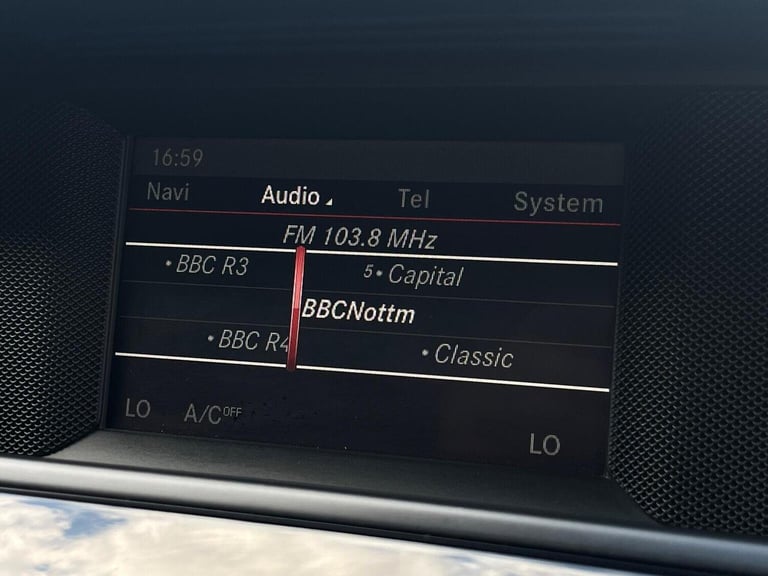 16:59
Navi Audio Tel System
FM 103.8 MHz
BBC R3 5 Capital
BBCNottm
BBC R4 Classic
LO A/C OFF LO